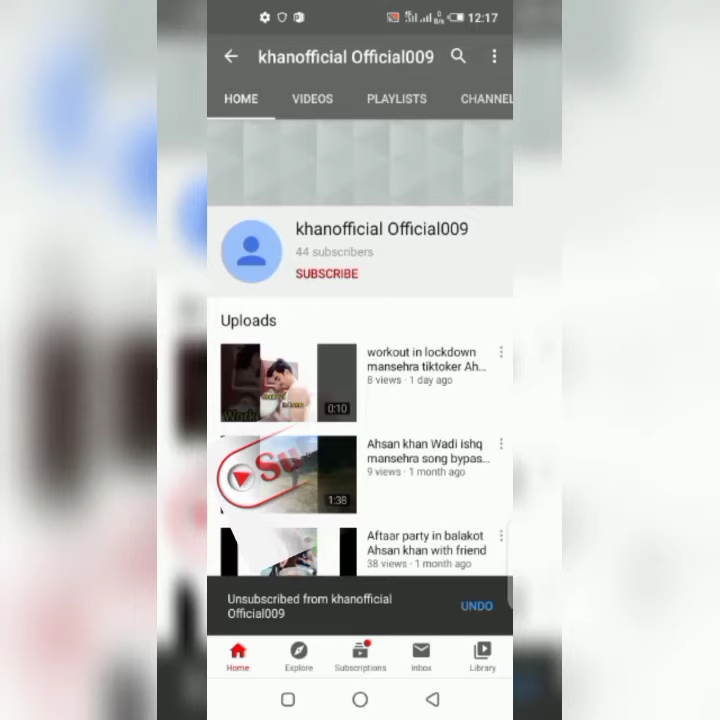 12:17
khanofficial Official009
HOME VIDEOS PLAYLISTS CHANNEL
khanofficial Official009
44 subscribers
SUBSCRIBE
Uploads
workout in lockdown
mansehra tiktoker Ah...
8 views · 1 day ago
0:10
Ahsan khan Wadi ishq
mansehra song bypas...
9 views · 1 month ago
Su
1:38
Aftaar party in balakot
Ahsan khan with friend
38 views · 1 month ago
Unsubscribed from khanofficial
Official009
UNDO
Home Explore Subscriptions Inbox Library